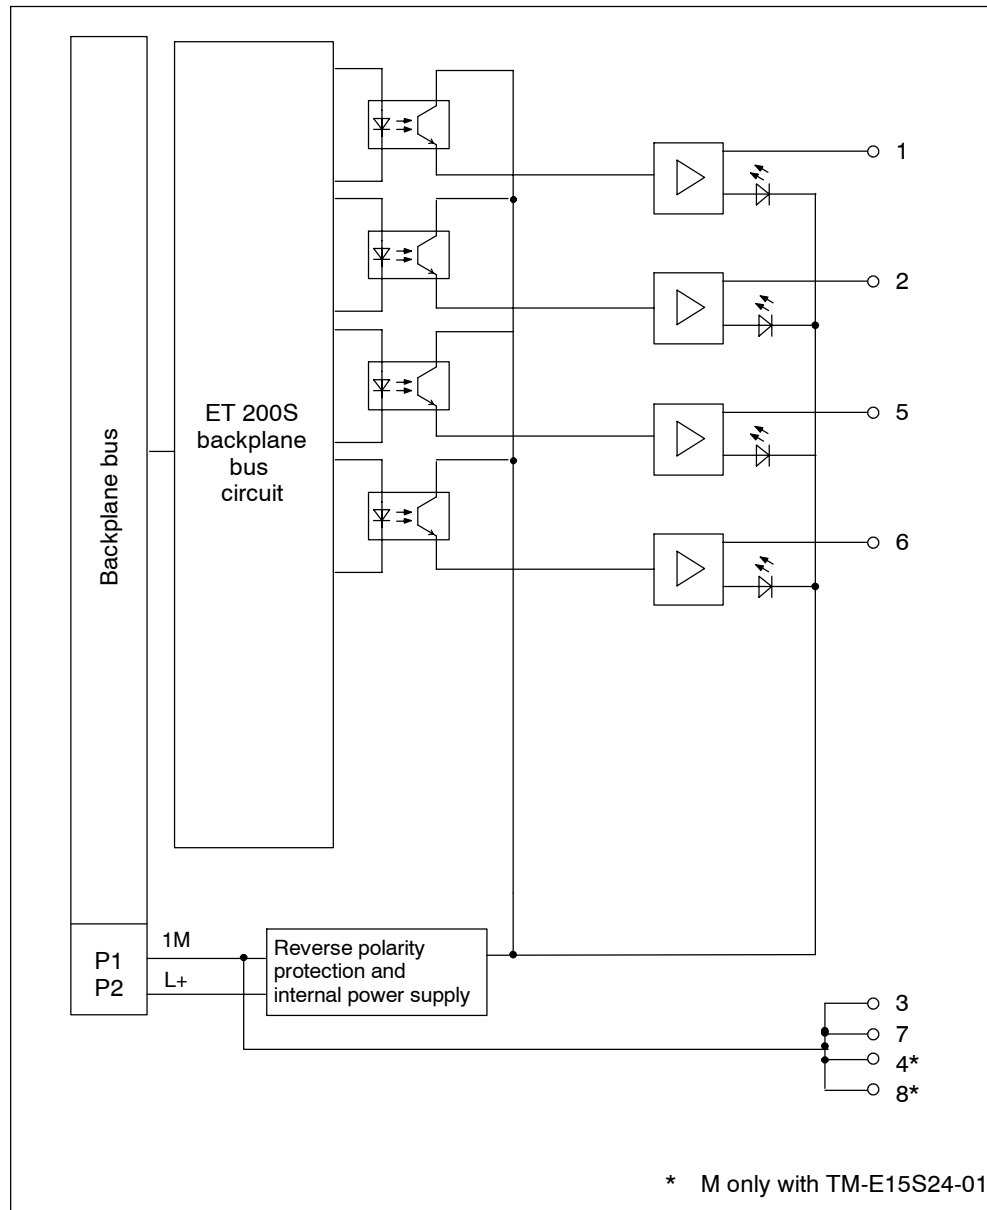 1
2
5
6
Backplane bus
ET 200S
backplane
bus
circuit
1M
L+
P1
P2
Reverse polarity
protection and
internal power supply
3
7
4*
8*
* M only with TM-E15S24-01